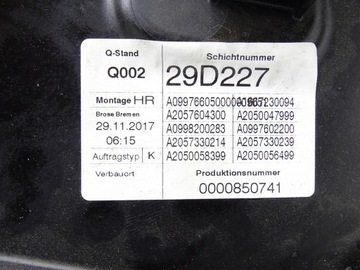 Q-Stand Schichtnummer
Q002 29D227
Montage HR A2057230094
Brose Bremen A2057604300 A2050047999
29.11.2017 A0998200283 A0997602200
06:15 A2057330214 A2057330239
Auftragstyp K A2050058399 A2050056499
Verbauort Produktionsnummer
0000850741